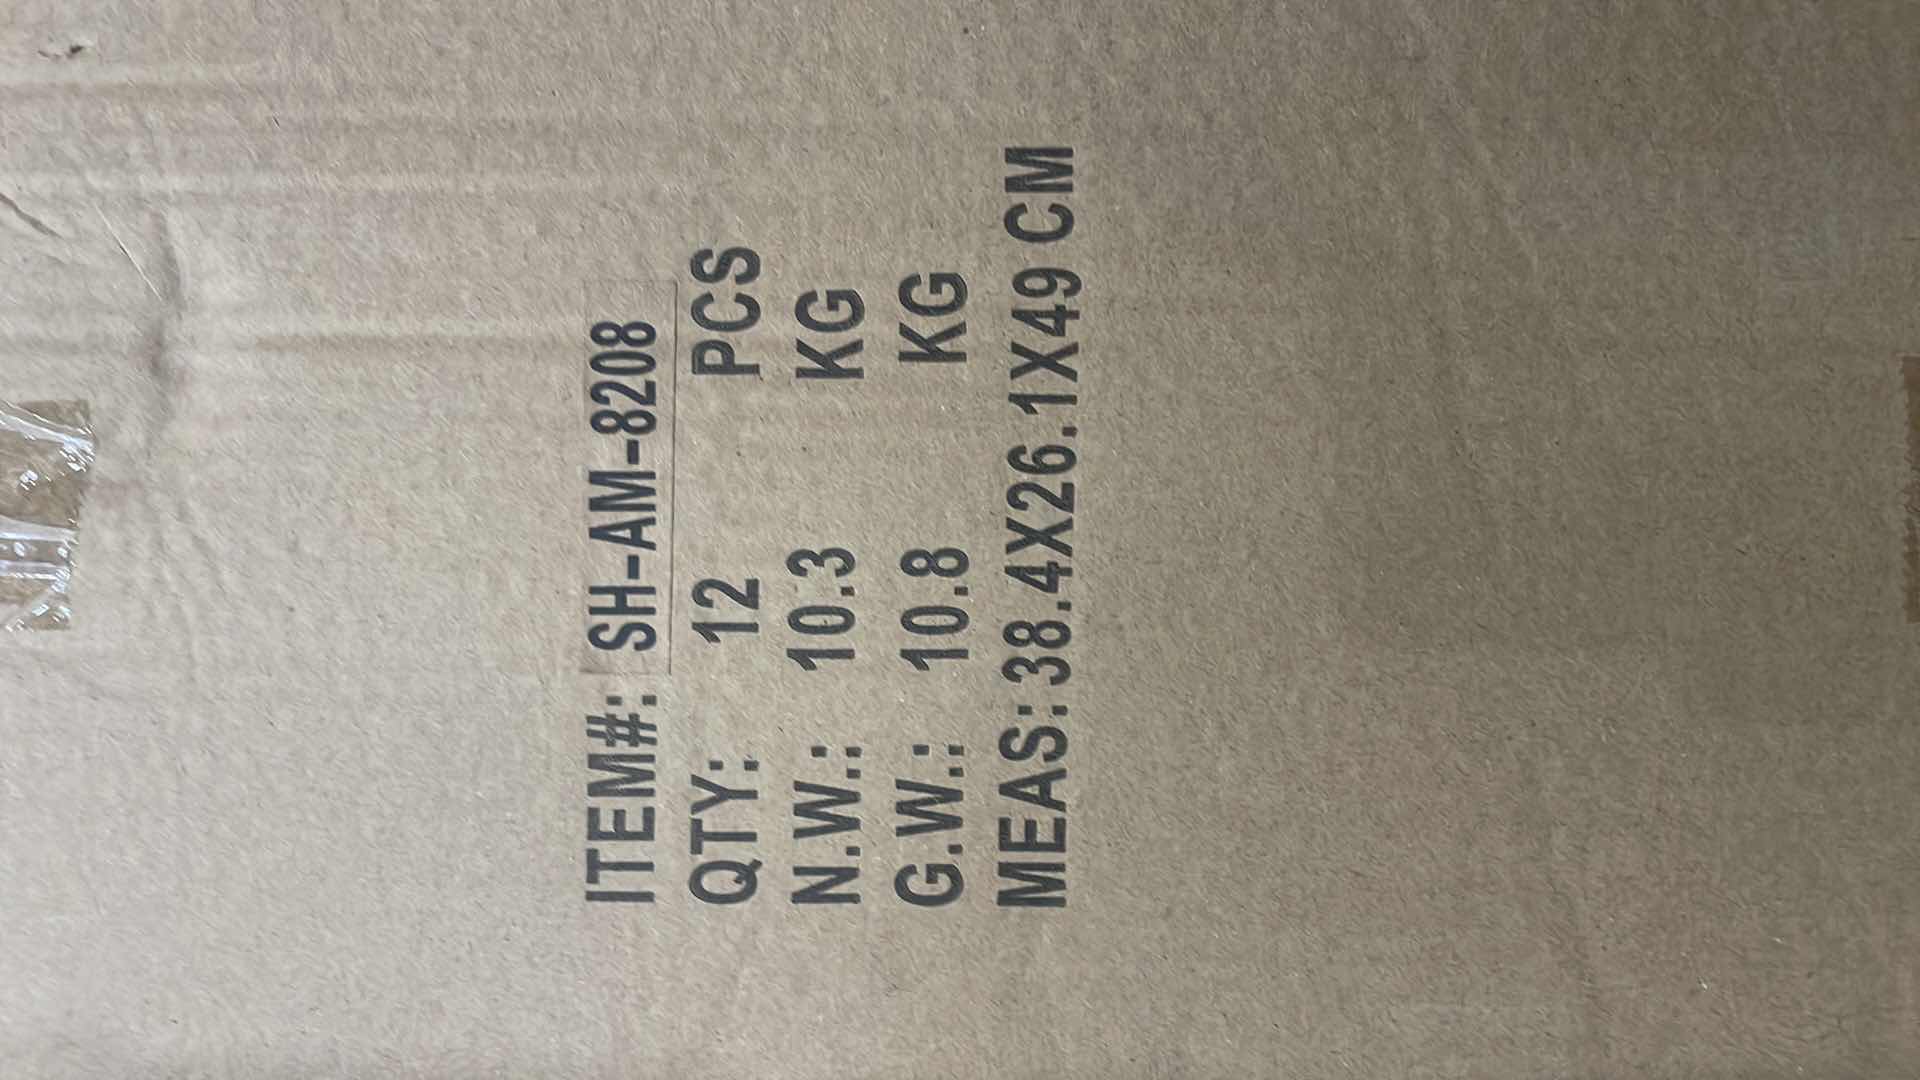 ITEM#: SH-AM-8208
QTY: 12 PCS
N.W.: 10.3 KG
G.W.: 10.8 KG
MEAS: 38.4X26.1X49 CM